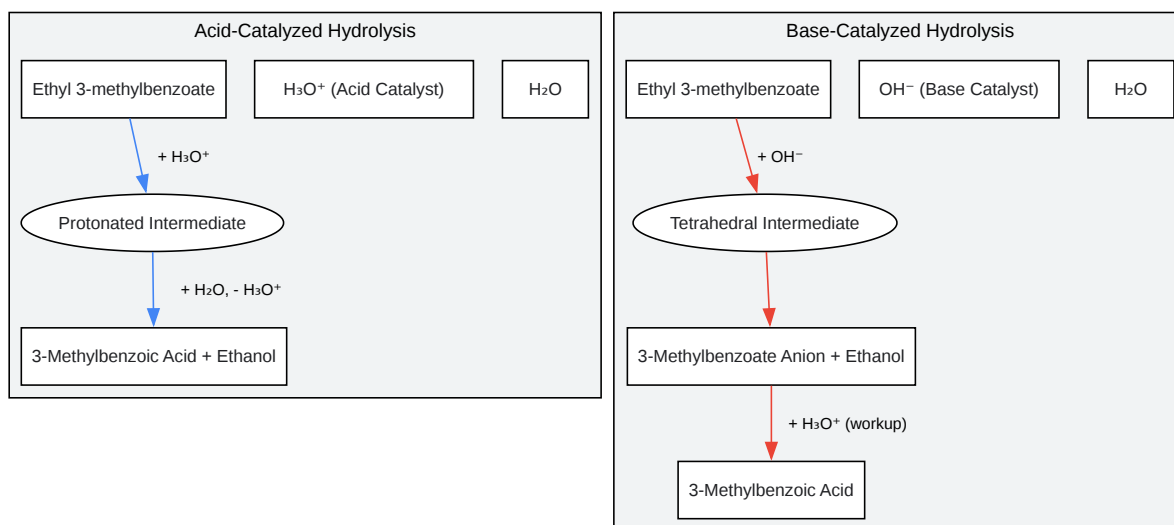 Acid-Catalyzed Hydrolysis
Ethyl 3-methylbenzoate
H₃O⁺ (Acid Catalyst)
H₂O
+ H₃O⁺
Protonated Intermediate
+ H₂O, - H₃O⁺
3-Methylbenzoic Acid + Ethanol
Base-Catalyzed Hydrolysis
Ethyl 3-methylbenzoate
OH⁻ (Base Catalyst)
H₂O
+ OH⁻
Tetrahedral Intermediate
3-Methylbenzoate Anion + Ethanol
+ H₃O⁺ (workup)
3-Methylbenzoic Acid